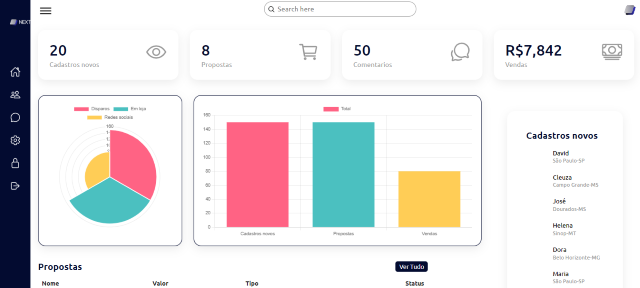 NEXT
Search here
20
Cadastros novos
8
Propostas
50
Comentarios
R$7,842
Vendas
Disparos
Em loja
Redes sociais
160
Total
160
140
120
100
80
60
40
20
0
Cadastros novos
Propostas
Vendas
Cadastros novos
David
São Paulo-SP
Cleuza
Campo Grande-MS
José
Dourados-MS
Helena
Sinop-MT
Dora
Belo Horizonte-MG
Maria
São Paulo-SP
Propostas
Ver Tudo
Nome
Valor
Tipo
Status